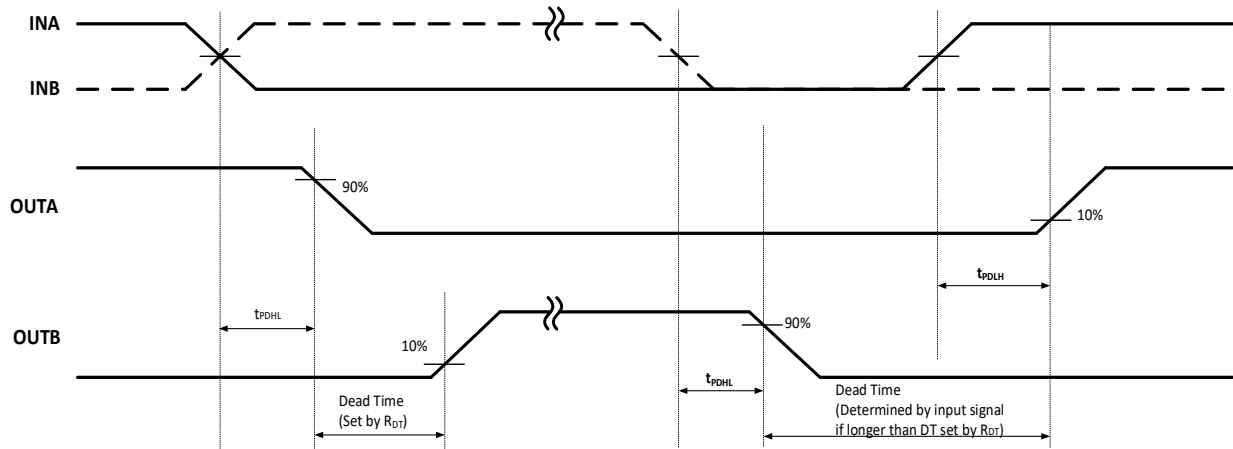 INA
INB
OUTA
90%
10%
tPDLH
tPDHL
OUTB
10%
90%
tPDHL
Dead Time
(Set by RDT)
Dead Time
(Determined by input signal
if longer than DT set by RDT)